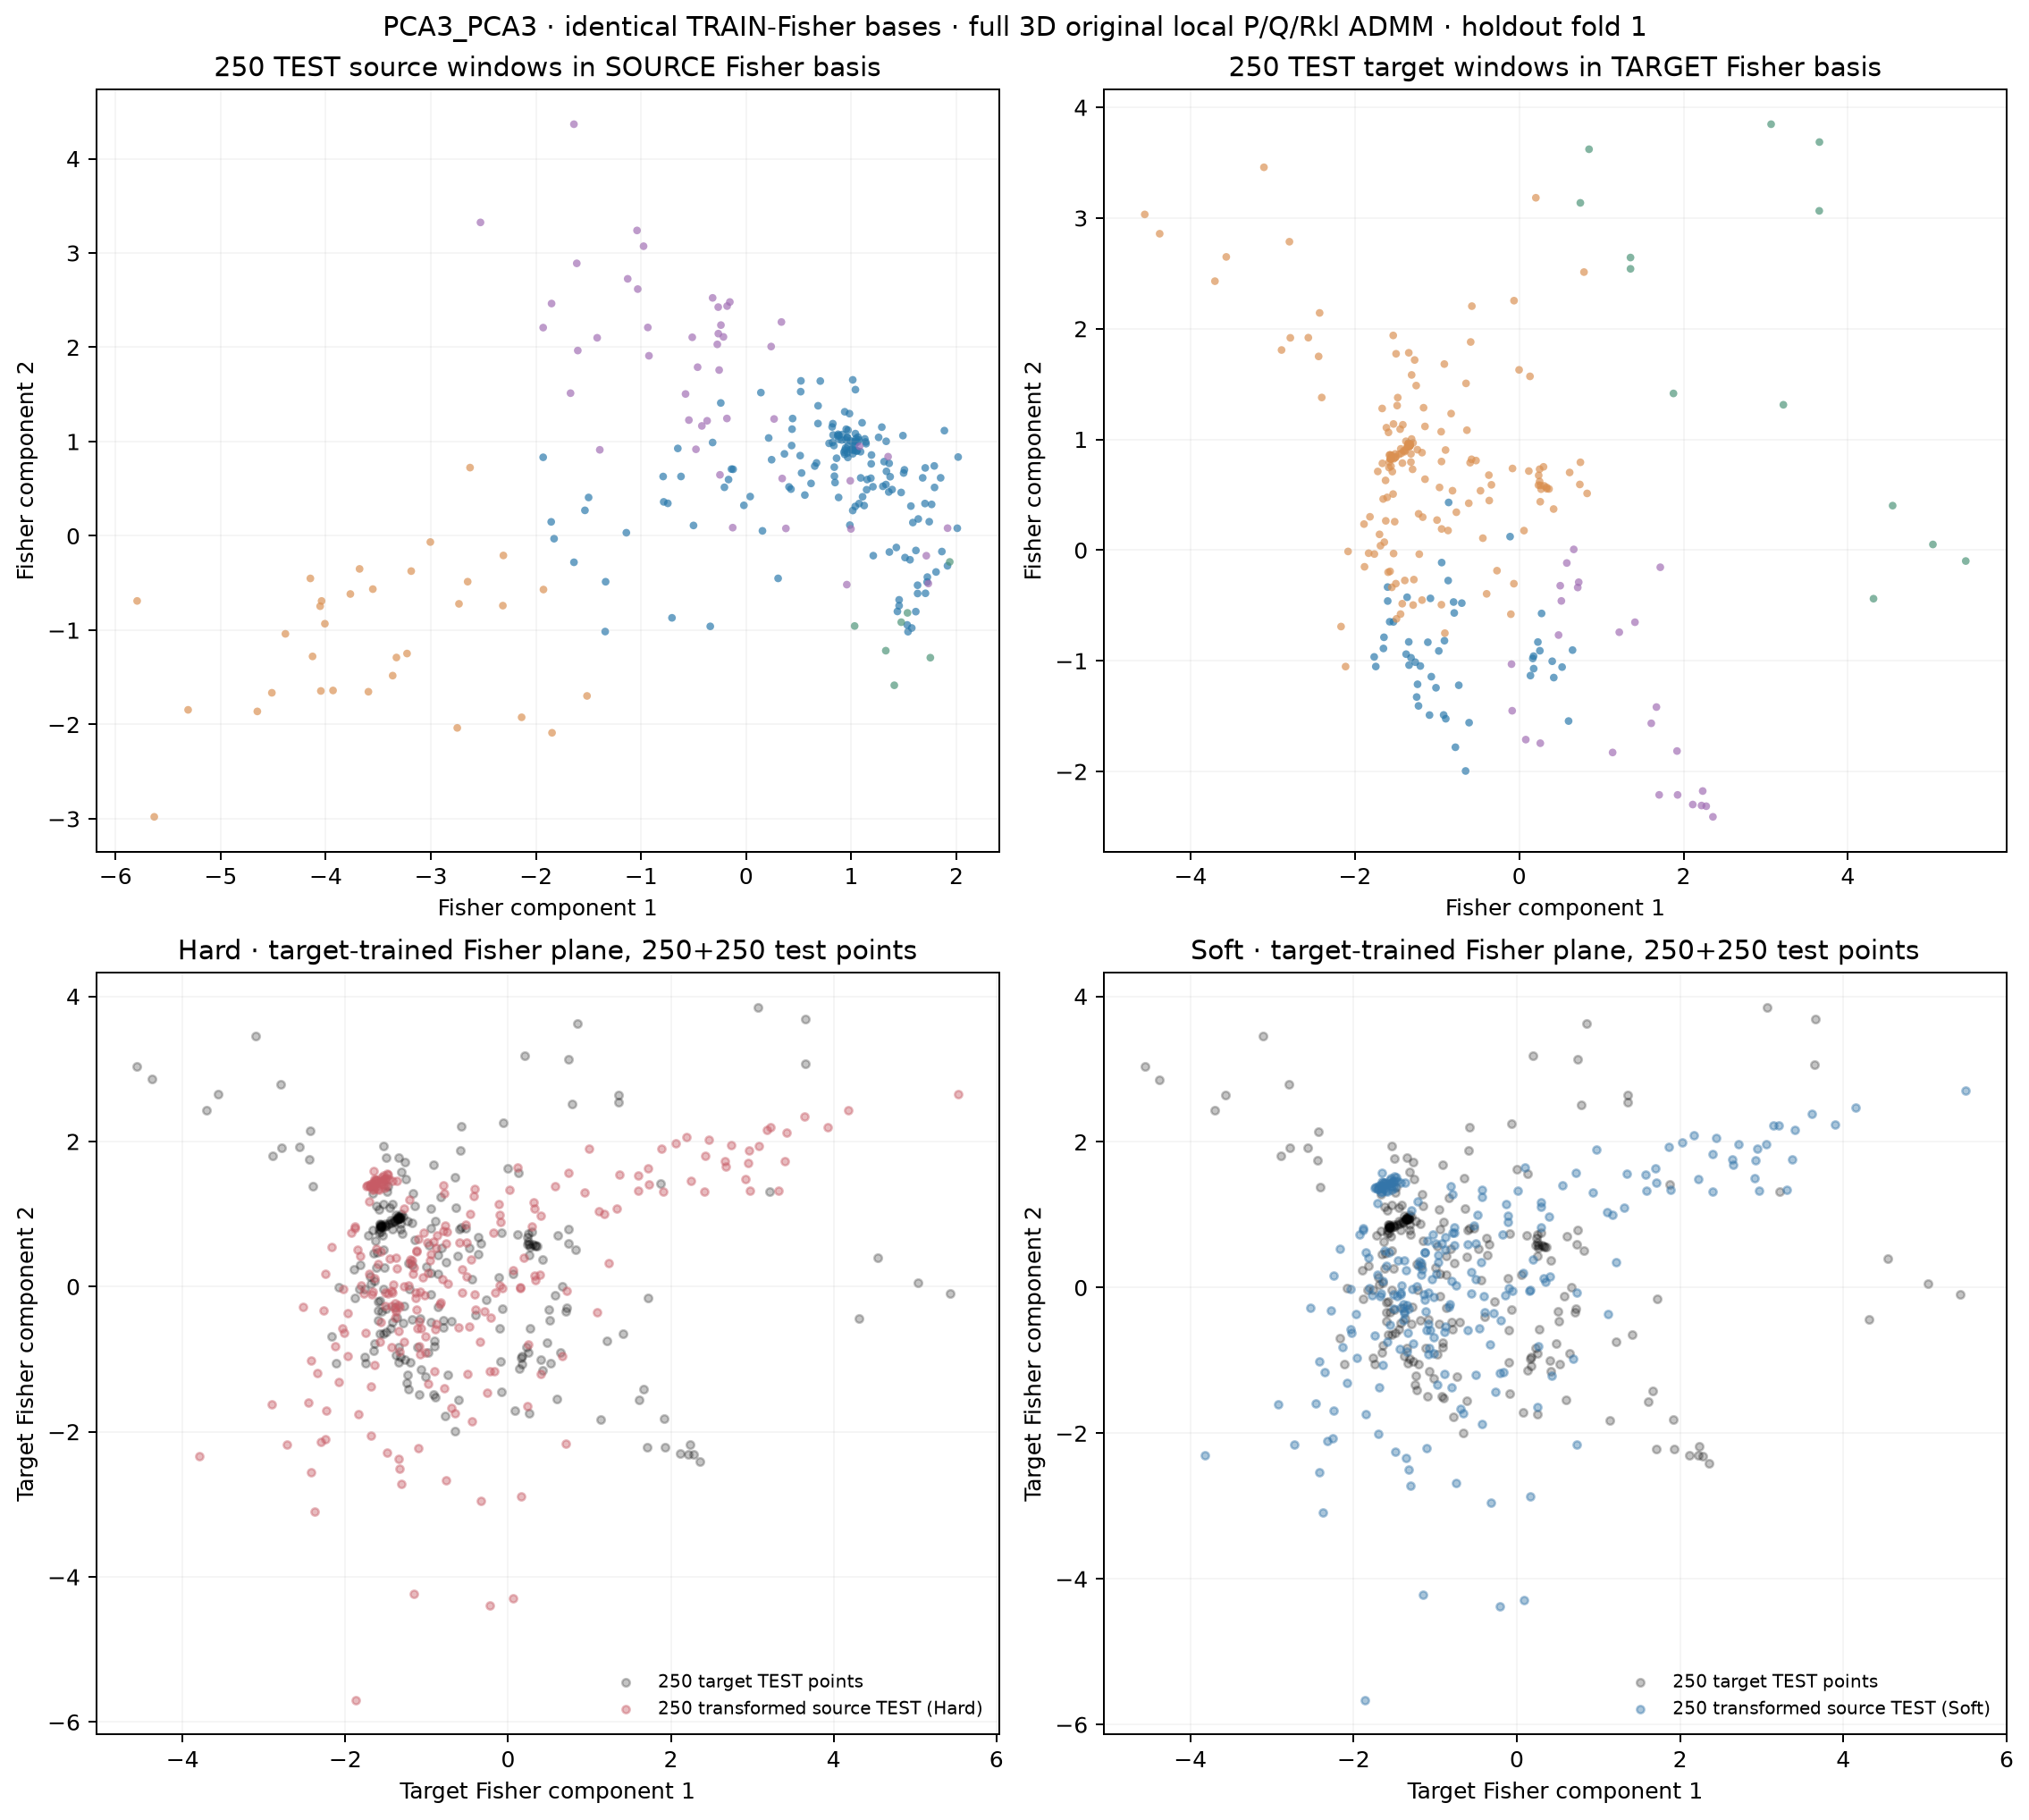 PCA3_PCA3 · identical TRAIN-Fisher bases · full 3D original local P/Q/Rkl ADMM · holdout fold 1
250 TEST source windows in SOURCE Fisher basis
Fisher component 2
4
3
2
1
0
−1
−2
−3
−6 −5 −4 −3 −2 −1 0 1 2
Fisher component 1
250 TEST target windows in TARGET Fisher basis
Fisher component 2
4
3
2
1
0
−1
−2
−4 −2 0 2 4
Fisher component 1
Hard · target-trained Fisher plane, 250+250 test points
Target Fisher component 2
4
2
0
−2
−4
−6
250 target TEST points
250 transformed source TEST (Hard)
−4 −2 0 2 4 6
Target Fisher component 1
Soft · target-trained Fisher plane, 250+250 test points
Target Fisher component 2
4
2
0
−2
−4
−6
250 target TEST points
250 transformed source TEST (Soft)
−4 −2 0 2 4 6
Target Fisher component 1